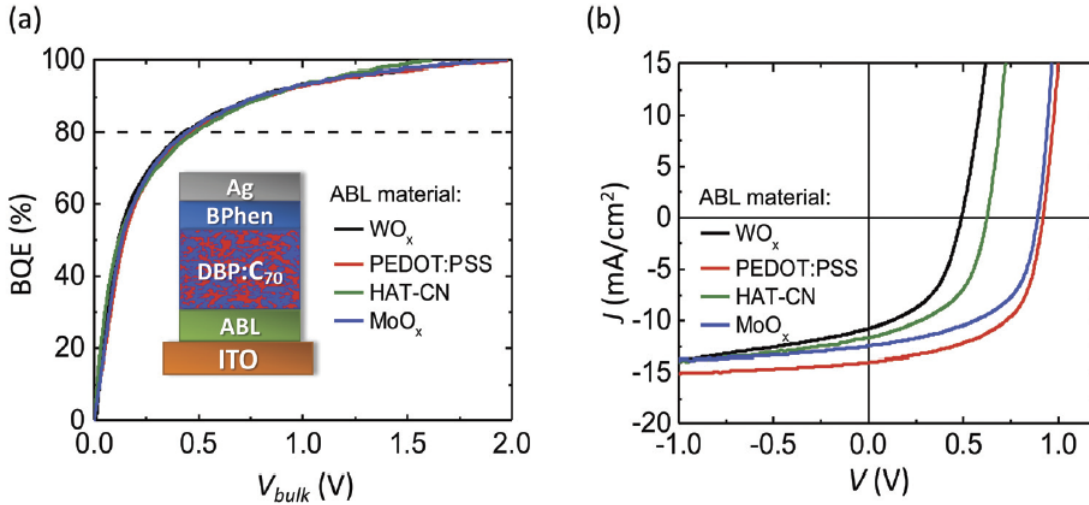 (a)
BQE (%)
100
80
60
40
20
0
0.0 0.5 1.0 1.5 2.0
V_bulk (V)
Ag
BPhen
DBP:C₇₀
ABL
ITO
ABL material:
WOₓ
PEDOT:PSS
HAT-CN
MoOₓ
(b)
J (mA/cm²)
15
10
5
0
-5
-10
-15
-20
-1.0 -0.5 0.0 0.5 1.0
V (V)
ABL material:
WOₓ
PEDOT:PSS
HAT-CN
MoOₓ